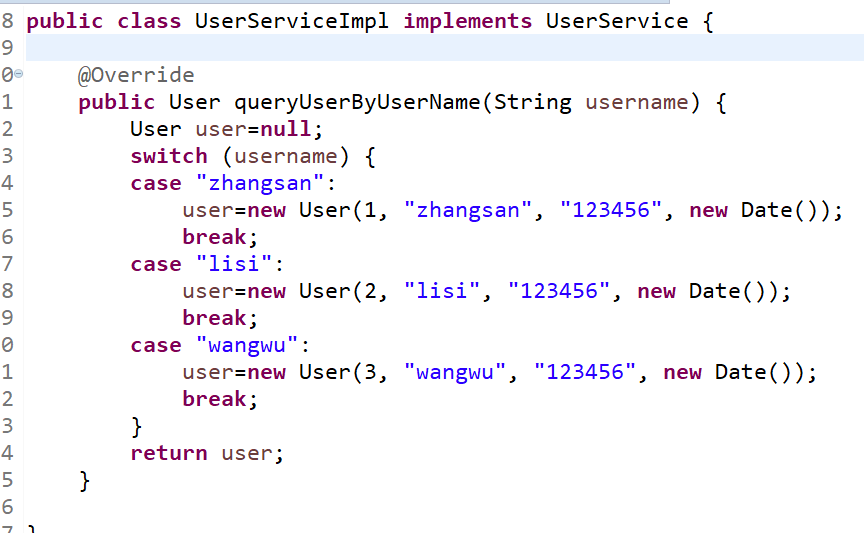 8 public class UserServiceImpl implements UserService {
9
0 @Override
1 public User queryUserByUserName(String username) {
2 User user=null;
3 switch (username) {
4 case "zhangsan":
5 user=new User(1, "zhangsan", "123456", new Date());
6 break;
7 case "lisi":
8 user=new User(2, "lisi", "123456", new Date());
9 break;
0 case "wangwu":
1 user=new User(3, "wangwu", "123456", new Date());
2 break;
3 }
4 return user;
5 }
6
7 }